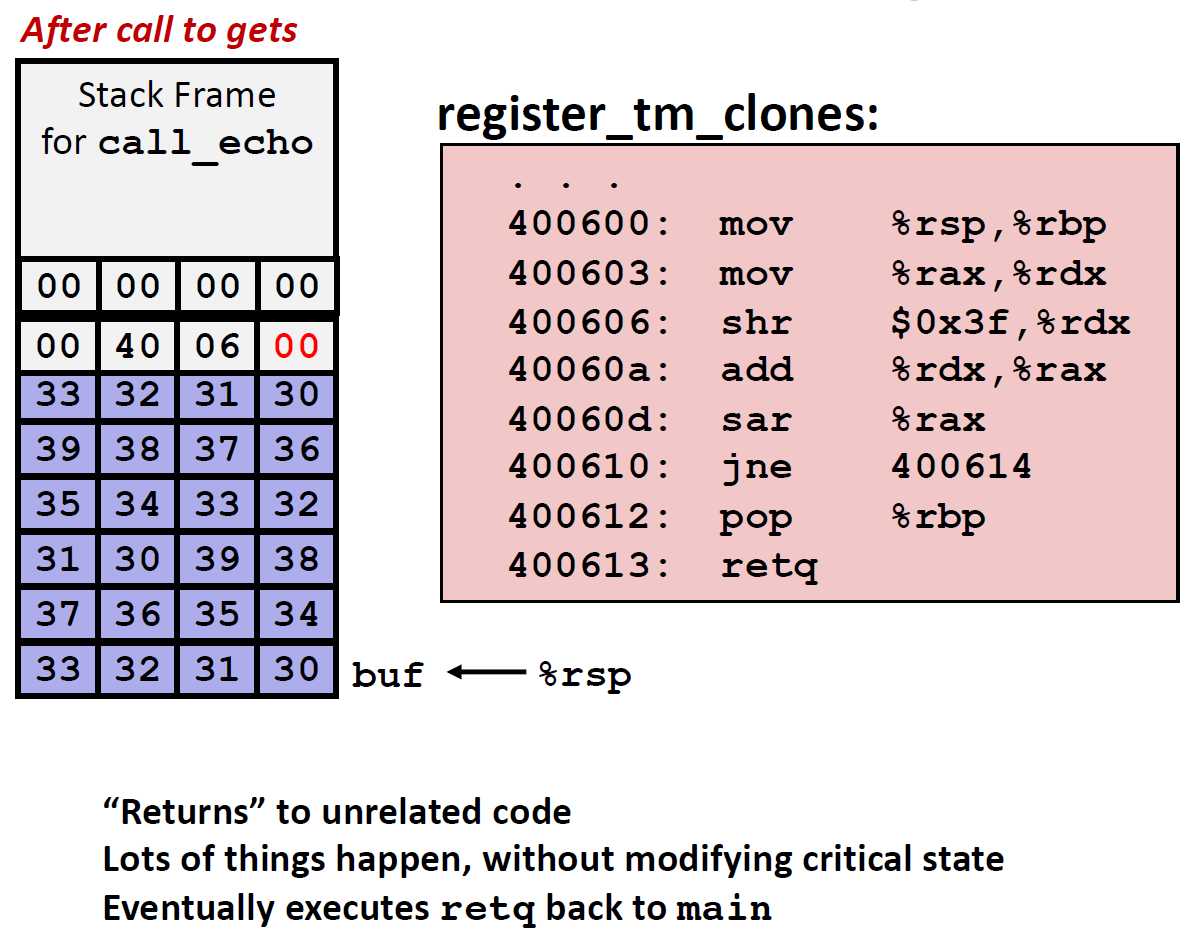 After call to gets
Stack Frame
for call_echo
00 00 00 00
00 40 06 00
33 32 31 30
39 38 37 36
35 34 33 32
31 30 39 38
37 36 35 34
33 32 31 30
buf %rsp
register_tm_clones:
. . .
400600: mov %rsp,%rbp
400603: mov %rax,%rdx
400606: shr $0x3f,%rdx
40060a: add %rdx,%rax
40060d: sar %rax
400610: jne 400614
400612: pop %rbp
400613: retq
“Returns” to unrelated code
Lots of things happen, without modifying critical state
Eventually executes retq back to main